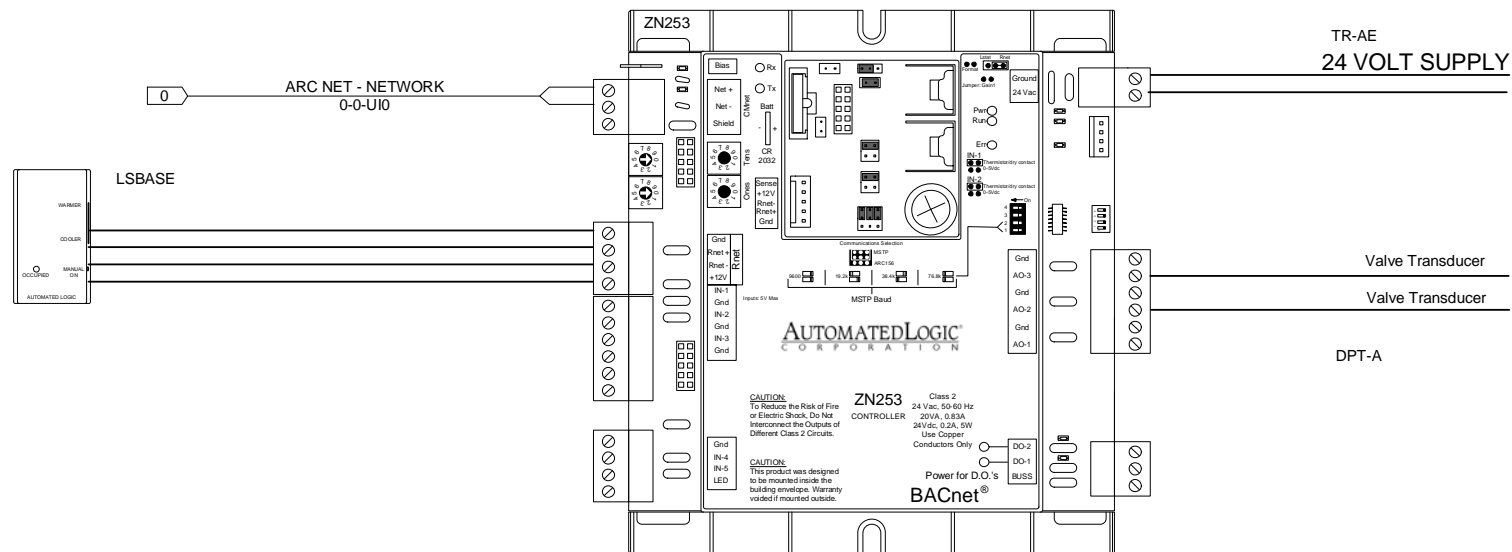 ZN253
TR-AE
24 VOLT SUPPLY
0
ARC NET - NETWORK
0-0-UI0
LSBASE
WARMER
COOLER
OCCUPIED
MANUAL
ON
AUTOMATED LOGIC
Bias
Rx
Tx
Net +
Net -
Shield
CMnet
Batt
- +
CR
2032
Tens
Ones
Sense
+12V
Rnet-
Rnet+
Gnd
Lstat
Rnet
Format
Jumper: Gain1
Ground
24 Vac
Pwr
Run
Err
IN-1
Thermistor/dry contact
0-5Vdc
IN-2
Thermistor/dry contact
0-5Vdc
On
4
3
2
1
Gnd
Rnet +
Rnet -
+12V
Rnet
IN-1
Gnd
IN-2
Gnd
IN-3
Gnd
Inputs: 5V Max
Communications Selection
MSTP
ARC156
9600
19.2k
38.4k
76.8k
MSTP Baud
Gnd
AO-3
Gnd
AO-2
Gnd
AO-1
Valve Transducer
Valve Transducer
DPT-A
AUTOMATEDLOGIC®
CORPORATION
CAUTION:
To Reduce the Risk of Fire
or Electric Shock, Do Not
Interconnect the Outputs of
Different Class 2 Circuits.
ZN253
CONTROLLER
Class 2
24 Vac, 50-60 Hz
20VA, 0.83A
24Vdc, 0.2A, 5W
Use Copper
Conductors Only
Gnd
IN-4
IN-5
LED
CAUTION:
This product was designed
to be mounted inside the
building envelope. Warranty
voided if mounted outside.
DO-2
DO-1
BUSS
Power for D.O.'s
BACnet®